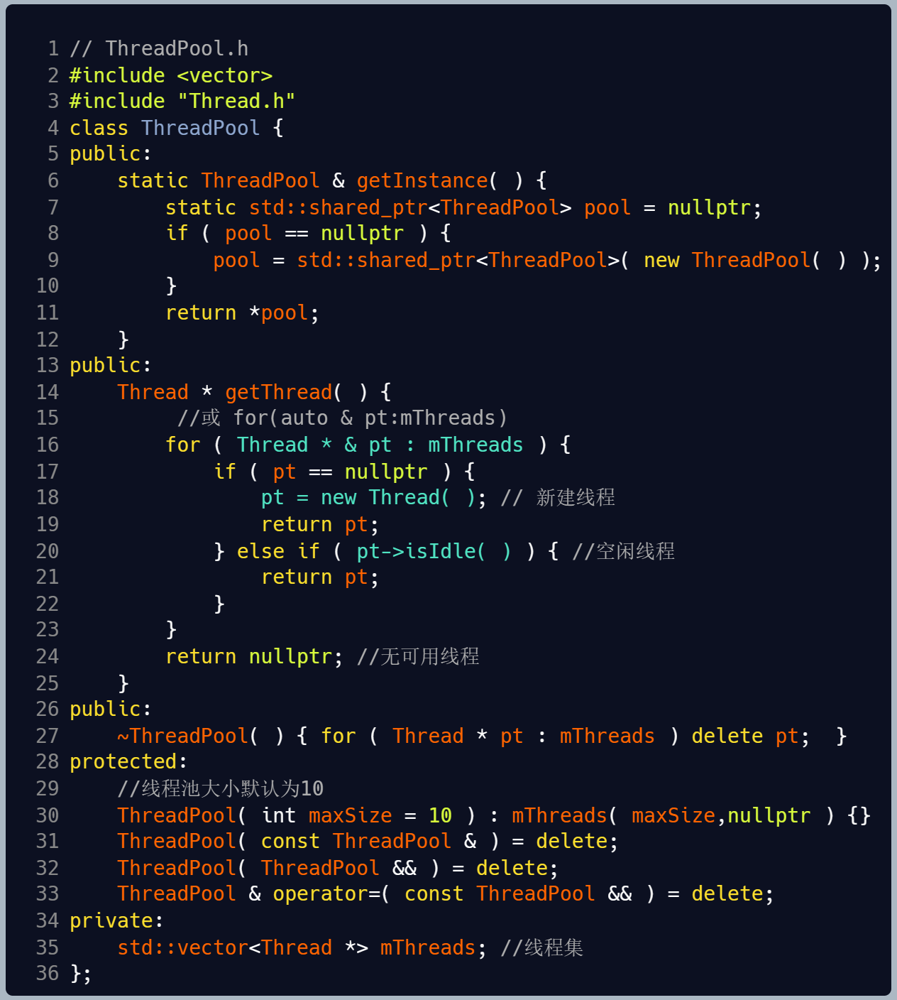 1 // ThreadPool.h
2 #include <vector>
3 #include "Thread.h"
4 class ThreadPool {
5 public:
6     static ThreadPool & getInstance( ) {
7         static std::shared_ptr<ThreadPool> pool = nullptr;
8         if ( pool == nullptr ) {
9             pool = std::shared_ptr<ThreadPool>( new ThreadPool( ) );
10         }
11         return *pool;
12     }
13 public:
14     Thread * getThread( ) {
15          //或 for(auto & pt:mThreads)
16         for ( Thread * & pt : mThreads ) {
17             if ( pt == nullptr ) {
18                 pt = new Thread( ); // 新建线程
19                 return pt;
20             } else if ( pt->isIdle( ) ) { //空闲线程
21                 return pt;
22             }
23         }
24         return nullptr; //无可用线程
25     }
26 public:
27     ~ThreadPool( ) { for ( Thread * pt : mThreads ) delete pt;  }
28 protected:
29     //线程池大小默认为10
30     ThreadPool( int maxSize = 10 ) : mThreads( maxSize,nullptr ) {}
31     ThreadPool( const ThreadPool & ) = delete;
32     ThreadPool( ThreadPool && ) = delete;
33     ThreadPool & operator=( const ThreadPool && ) = delete;
34 private:
35     std::vector<Thread *> mThreads; //线程集
36 };